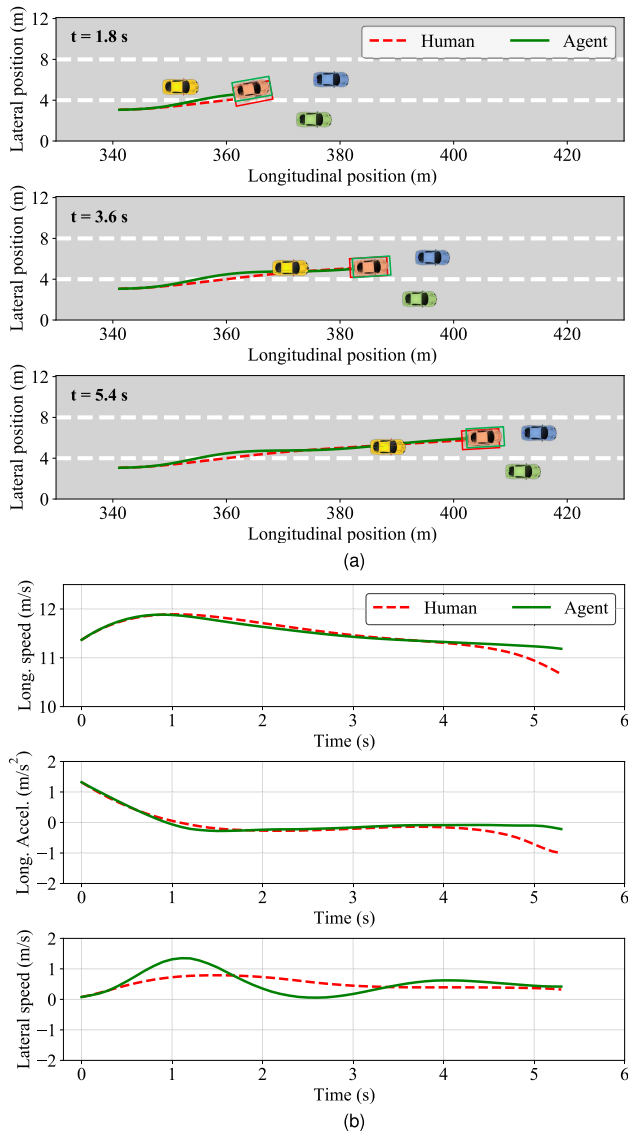 12
8
4
0
Lateral position (m)
t = 1.8 s
Human
Agent
340
360
380
400
420
Longitudinal position (m)
12
8
4
0
Lateral position (m)
t = 3.6 s
340
360
380
400
420
Longitudinal position (m)
12
8
4
0
Lateral position (m)
t = 5.4 s
340
360
380
400
420
Longitudinal position (m)
(a)
12
11
10
Long. speed (m/s)
Human
Agent
0
1
2
3
4
5
6
Time (s)
2
1
0
−1
−2
Long. Accel. (m/s²)
0
1
2
3
4
5
6
Time (s)
2
1
0
−1
−2
Lateral speed (m/s)
0
1
2
3
4
5
6
Time (s)
(b)